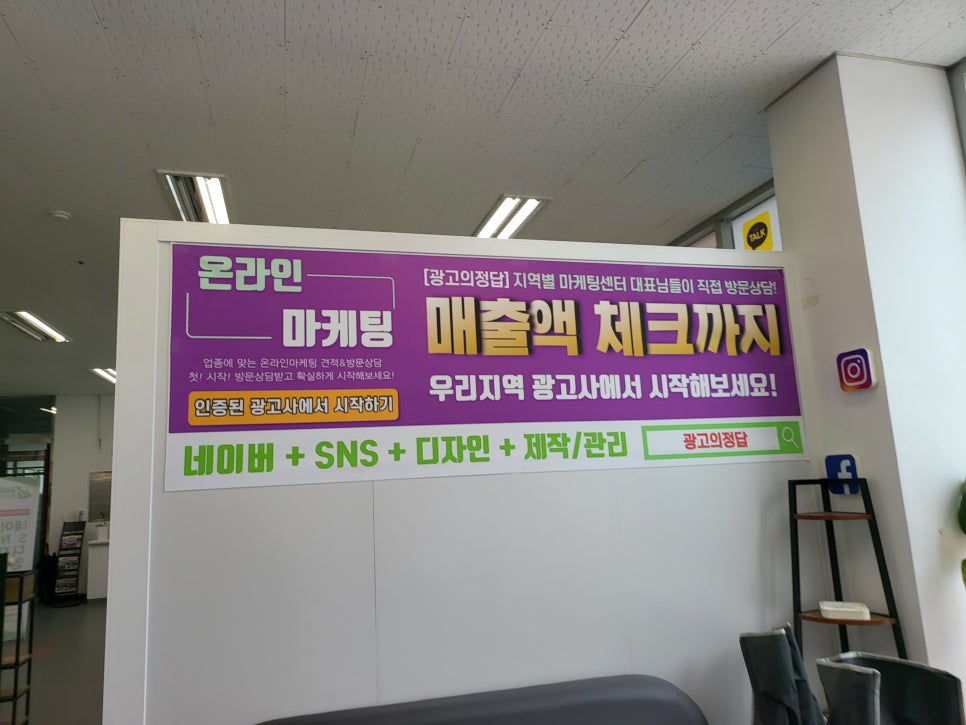 온라인
마케팅
업종에 맞는 온라인마케팅 견적&방문상담
첫! 시작! 방문상담받고 확실하게 시작해보세요!
인증된 광고사에서 시작하기
[광고의정답] 지역별 마케팅센터 대표님들이 직접 방문상담!
매출액 체크까지
우리지역 광고사에서 시작해보세요!
네이버 + SNS + 디자인 + 제작/관리
광고의정답
TALK